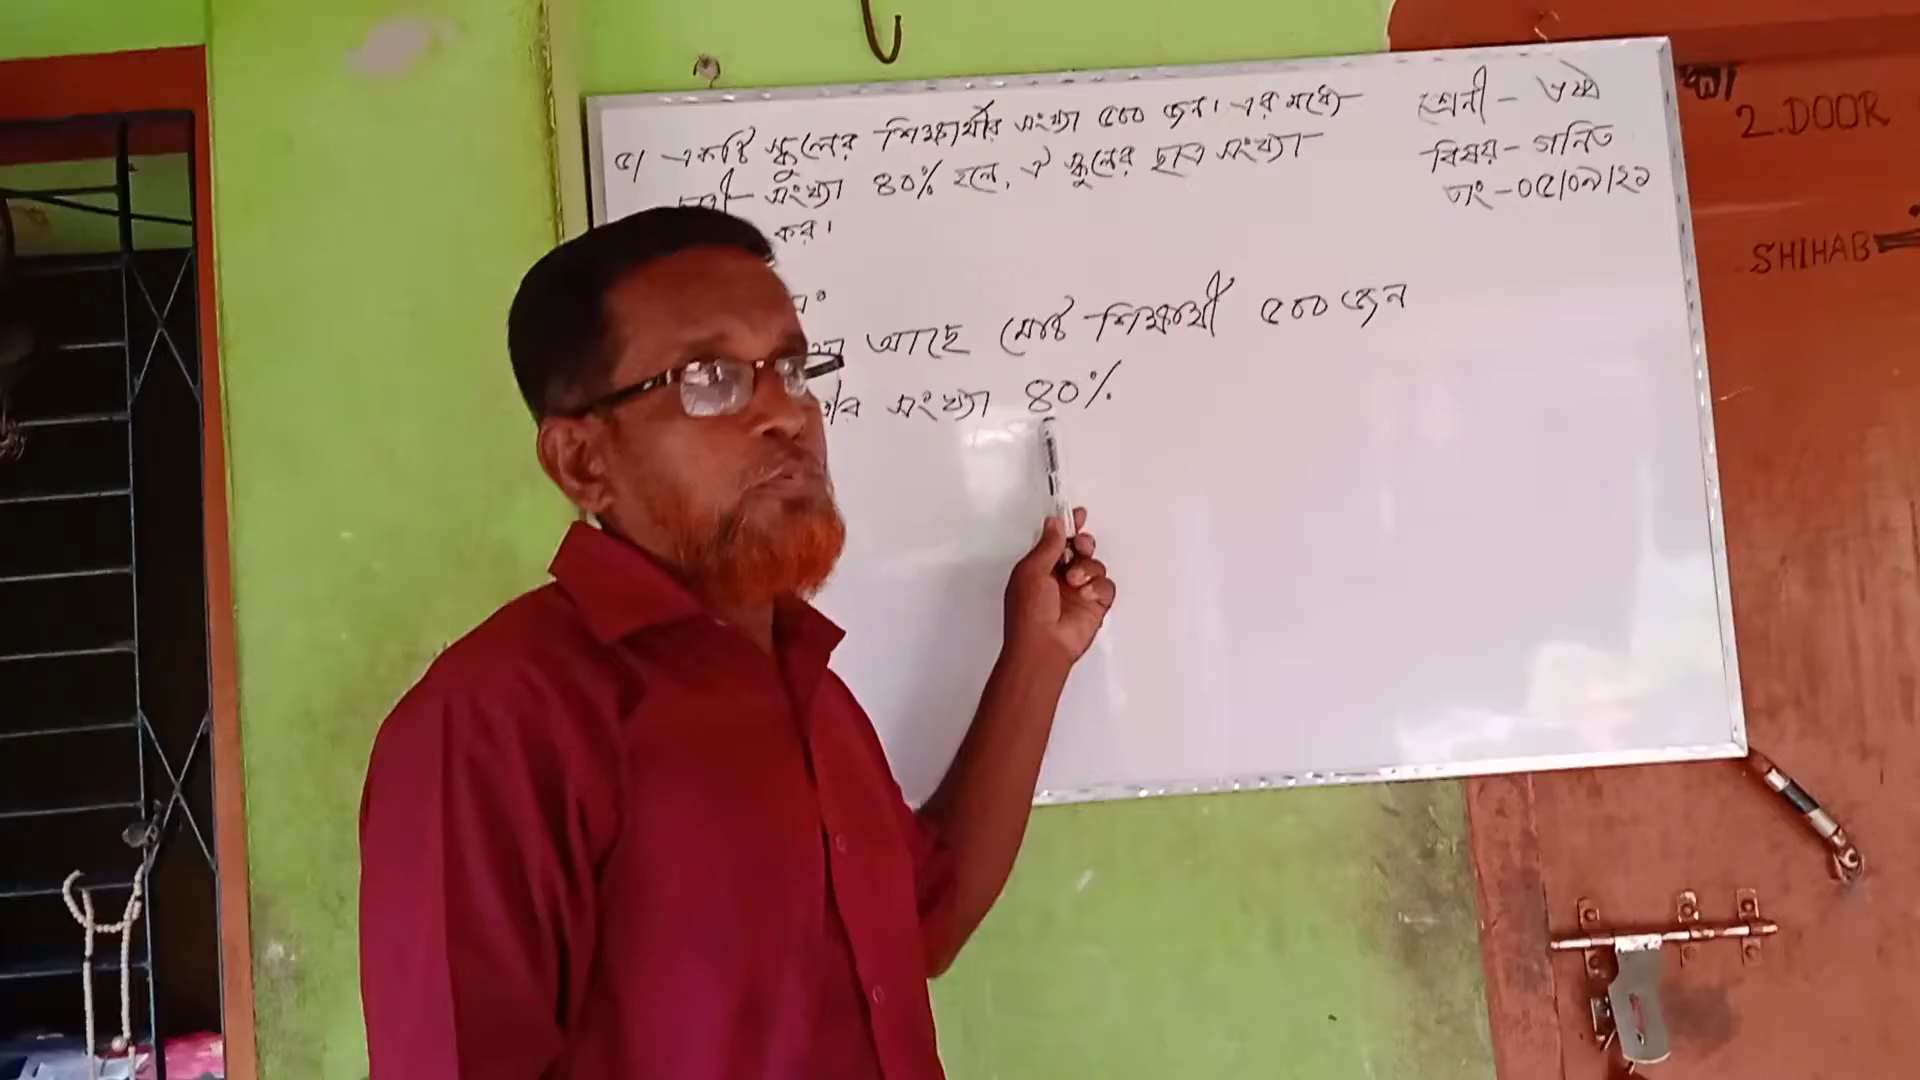 ৫। একটি স্কুলের শিক্ষার্থীর সংখ্যা ৫০০ জন। এর মধ্যে
সংখ্যা ৪০% হলে, ঐ স্কুলের ছাত্র সংখ্যা
কর।
আছে মোট শিক্ষার্থী ৫০০ জন
সংখ্যা ৪০%
শ্রেনী - ৬ষ্ঠ
বিষয় - গনিত
তাং - ০৫/০৯/২১
2.DOOR
SHIHAB